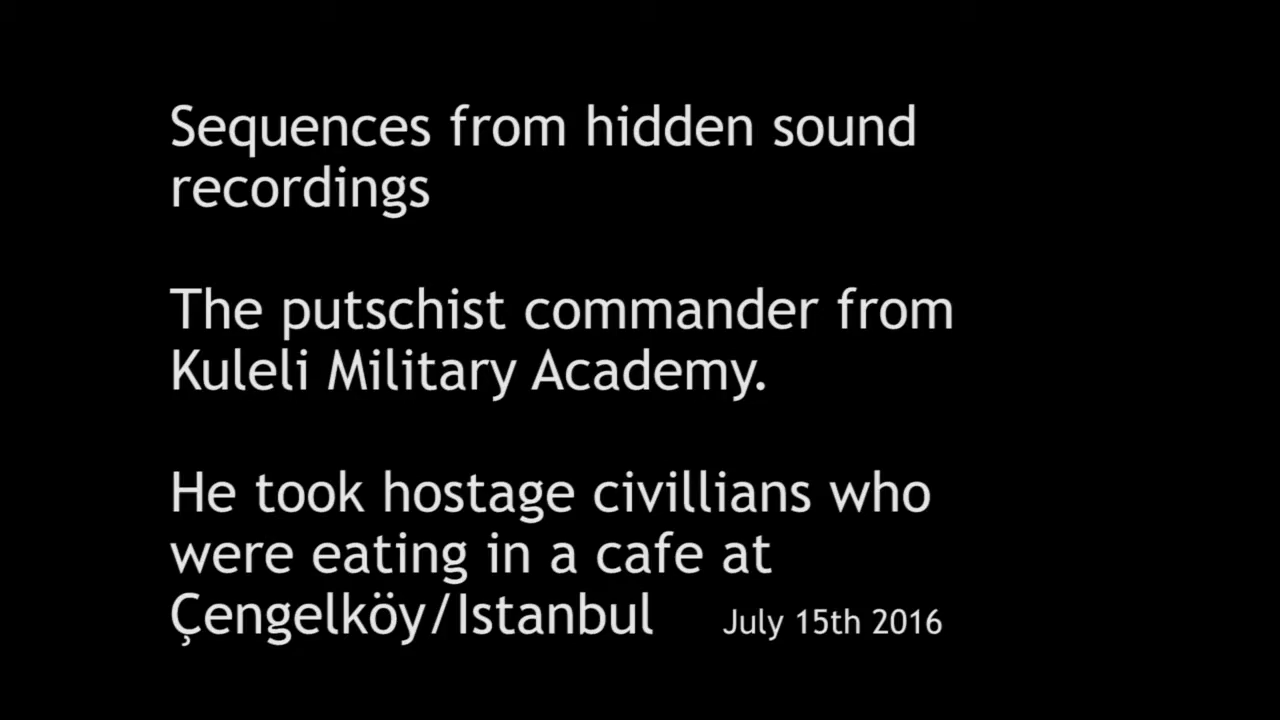 Sequences from hidden sound
recordings
The putschist commander from
Kuleli Military Academy.
He took hostage civillians who
were eating in a cafe at
Çengelköy/Istanbul July 15th 2016